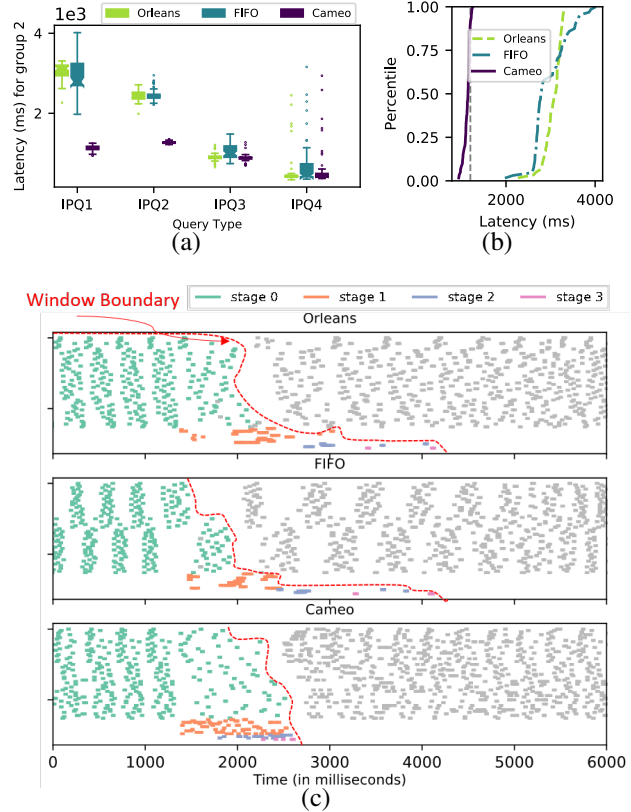 1e3
Orleans FIFO Cameo
Latency (ms) for group 2
4
2
IPQ1 IPQ2 IPQ3 IPQ4
Query Type
(a)
Percentile
1.00
0.75
0.50
0.25
0.00
Orleans
FIFO
Cameo
2000 4000
Latency (ms)
(b)
stage 0 stage 1 stage 2 stage 3
Window Boundary
Orleans
FIFO
Cameo
0 1000 2000 3000 4000 5000 6000
Time (in milliseconds)
(c)